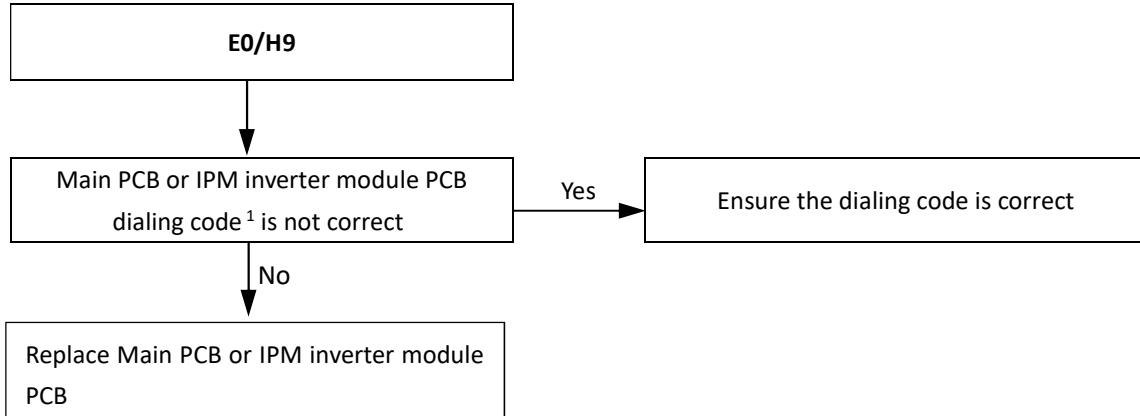 E0/H9
Main PCB or IPM inverter module PCB
dialing code ¹ is not correct
Yes
Ensure the dialing code is correct
No
Replace Main PCB or IPM inverter module
PCB